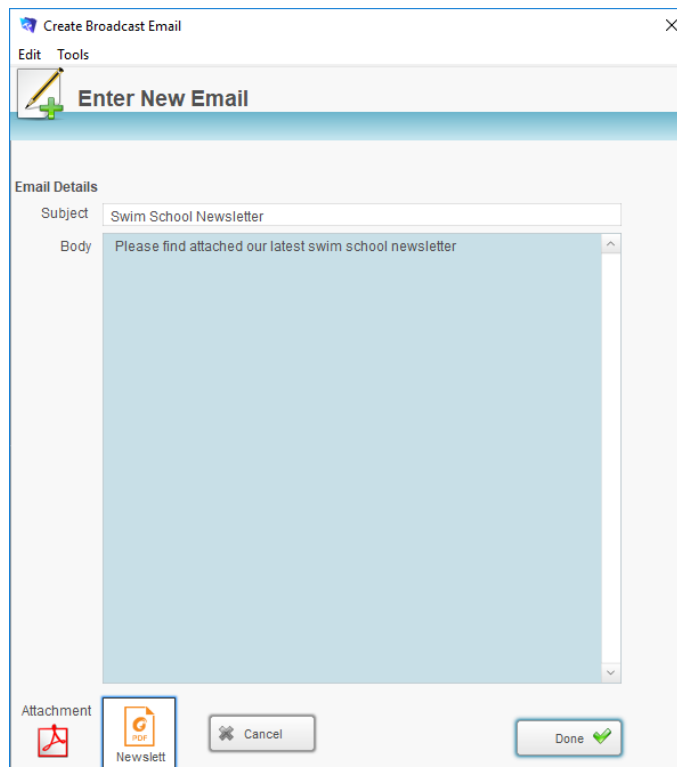 Create Broadcast Email
Edit Tools
Enter New Email
Email Details
Subject Swim School Newsletter
Body Please find attached our latest swim school newsletter
Attachment
PDF
Newslett
Cancel
Done